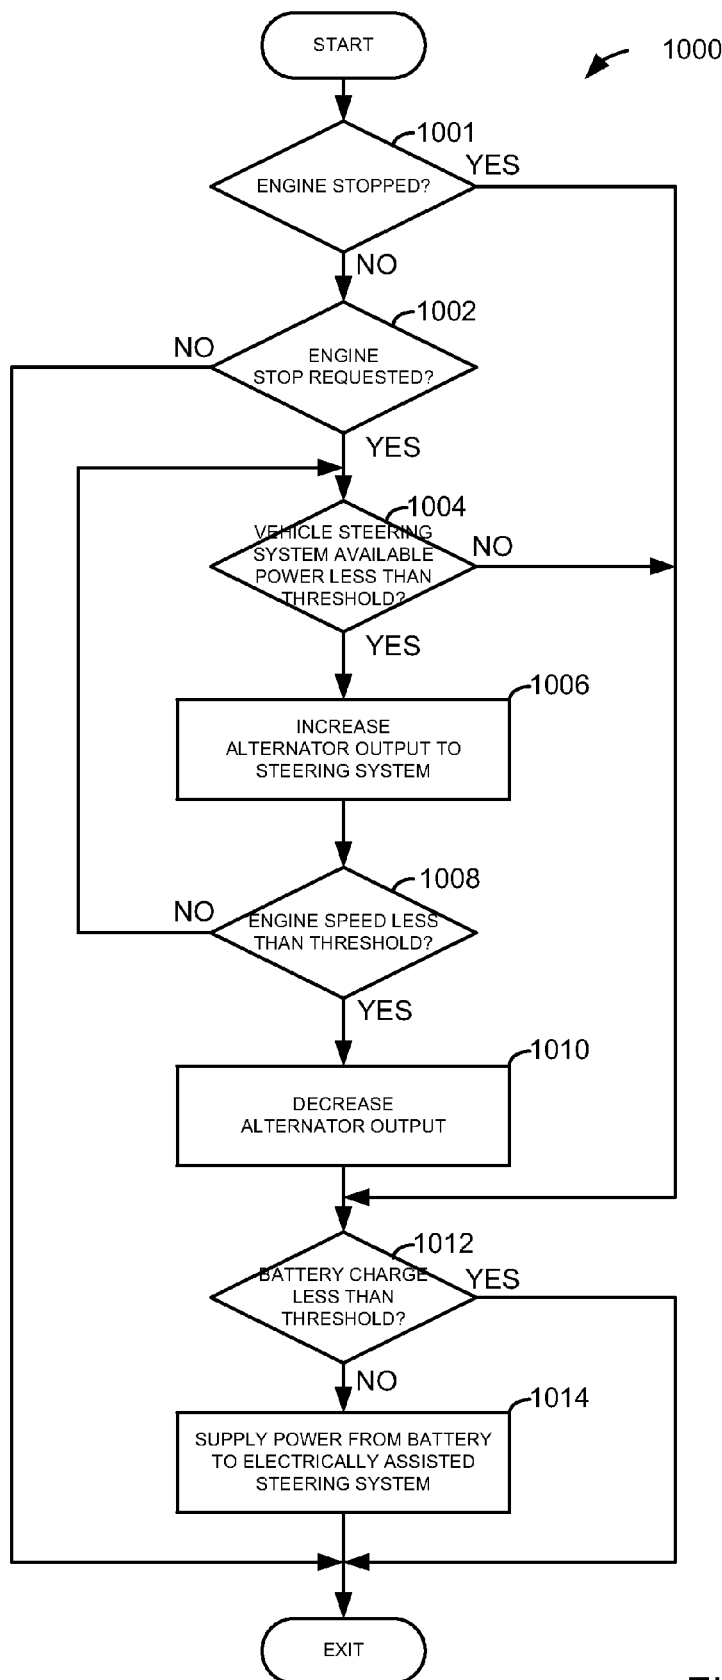 START
1000
1001
YES
ENGINE STOPPED?
NO
1002
NO
ENGINE
STOP REQUESTED?
YES
1004
VEHICLE STEERING
SYSTEM AVAILABLE
POWER LESS THAN
THRESHOLD?
NO
YES
1006
INCREASE
ALTERNATOR OUTPUT TO
STEERING SYSTEM
1008
NO
ENGINE SPEED LESS
THAN THRESHOLD?
YES
1010
DECREASE
ALTERNATOR OUTPUT
1012
YES
BATTERY CHARGE
LESS THAN
THRESHOLD?
NO
1014
SUPPLY POWER FROM BATTERY
TO ELECTRICALLY ASSISTED
STEERING SYSTEM
EXIT